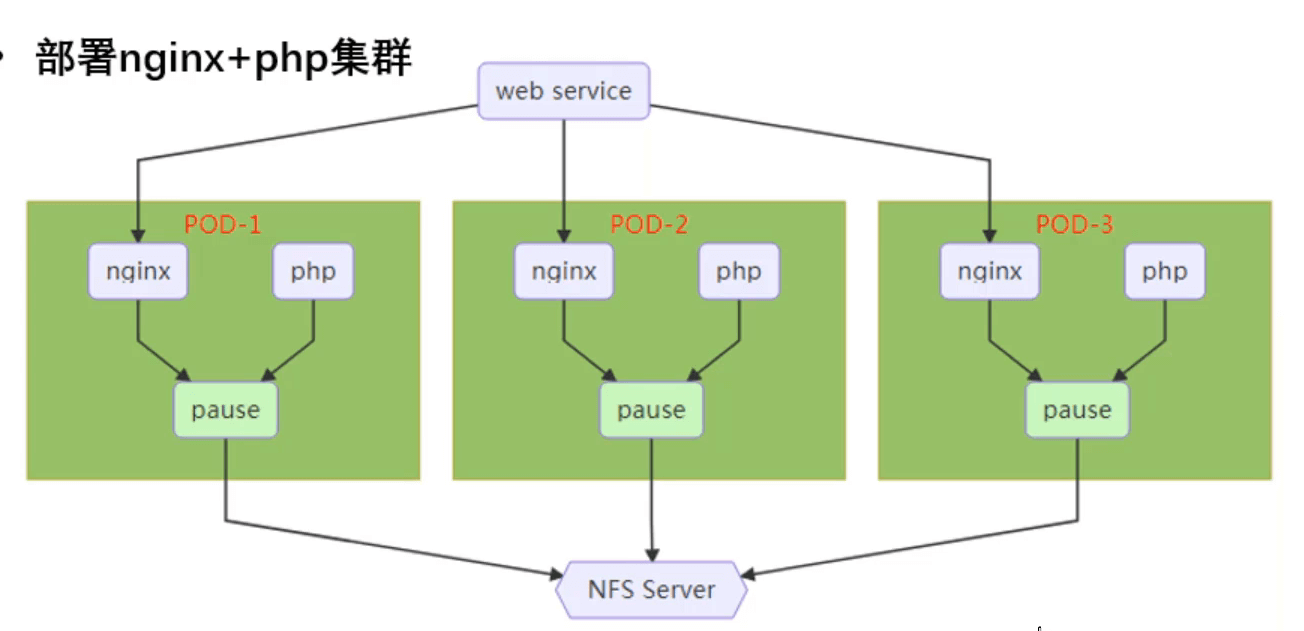 部署nginx+php集群
web service
POD-1
POD-2
POD-3
nginx
php
nginx
php
nginx
php
pause
pause
pause
NFS Server